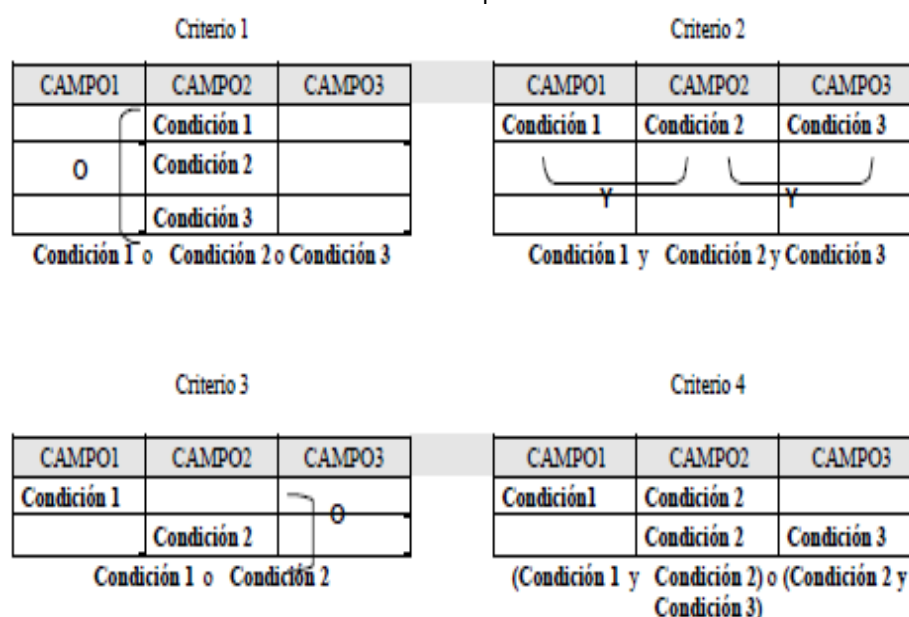 Criterio 1
CAMPO1 CAMPO2 CAMPO3
Condición 1
O Condición 2
Condición 3
Condición 1 o Condición 2 o Condición 3
Criterio 2
CAMPO1 CAMPO2 CAMPO3
Condición 1 Condición 2 Condición 3
Y Y
Condición 1 y Condición 2 y Condición 3
Criterio 3
CAMPO1 CAMPO2 CAMPO3
Condición 1
O
Condición 2
Condición 1 o Condición 2
Criterio 4
CAMPO1 CAMPO2 CAMPO3
Condición1 Condición 2
Condición 2 Condición 3
(Condición 1 y Condición 2) o (Condición 2 y
Condición 3)